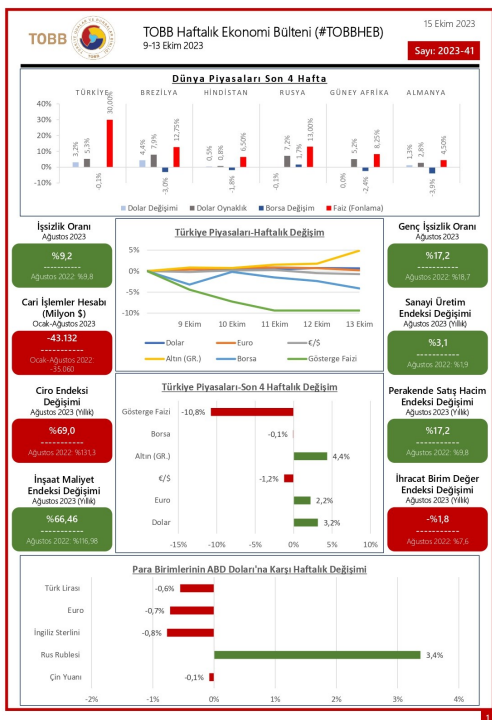 TOBB
TOBB Haftalık Ekonomi Bülteni (#TOBBHEB)
9-13 Ekim 2023
15 Ekim 2023
Sayı: 2023-41
Dünya Piyasaları Son 4 Hafta
TÜRKİYE BREZİLYA HİNDİSTAN RUSYA GÜNEY AFRİKA ALMANYA
40%
30%
20%
10%
0%
-10%
3,2% 5,3% -0,1% 30,00%
4,4% 7,9% -3,0% 12,75%
0,5% 0,8% -1,8% 6,50%
-0,1% 7,2% 1,7% 13,00%
0,0% 5,2% -2,4% 8,25%
1,3% 2,8% -3,9% 4,50%
Dolar Değişimi Dolar Oynaklık Borsa Değişim Faiz (Fonlama)
İşsizlik Oranı
Ağustos 2023
%9,2
-----------
Ağustos 2022: %9,8
Cari İşlemler Hesabı
(Milyon $)
Ocak-Ağustos 2023
-43.132
-----------
Ocak-Ağustos 2022:
-35.060
Ciro Endeksi
Değişimi
Ağustos 2023 (Yıllık)
%69,0
-----------
Ağustos 2022: %131,3
İnşaat Maliyet
Endeksi Değişimi
Ağustos 2023 (Yıllık)
%66,46
-----------
Ağustos 2022: %116,98
Türkiye Piyasaları-Haftalık Değişim
5%
0%
-5%
-10%
9 Ekim 10 Ekim 11 Ekim 12 Ekim 13 Ekim
Dolar Euro €/$
Altın (GR.) Borsa Gösterge Faizi
Türkiye Piyasaları-Son 4 Haftalık Değişim
Gösterge Faizi -10,8%
Borsa -0,1%
Altın (GR.) 4,4%
€/$ -1,2%
Euro 2,2%
Dolar 3,2%
-15% -10% -5% 0% 5% 10%
Genç İşsizlik Oranı
Ağustos 2023
%17,2
-----------
Ağustos 2022: %18,7
Sanayi Üretim
Endeksi Değişimi
Ağustos 2023 (Yıllık)
%3,1
-----------
Ağustos 2022: %1,9
Perakende Satış Hacim
Endeksi Değişimi
Ağustos 2023 (Yıllık)
%17,2
-----------
Ağustos 2022: %9,8
İhracat Birim Değer
Endeksi Değişimi
Ağustos 2023 (Yıllık)
-%1,8
-----------
Ağustos 2022: %7,6
Para Birimlerinin ABD Doları'na Karşı Haftalık Değişimi
Türk Lirası -0,6%
Euro -0,7%
İngiliz Sterlini -0,8%
Rus Rublesi 3,4%
Çin Yuanı -0,1%
-2% -1% 0% 1% 2% 3% 4%
1